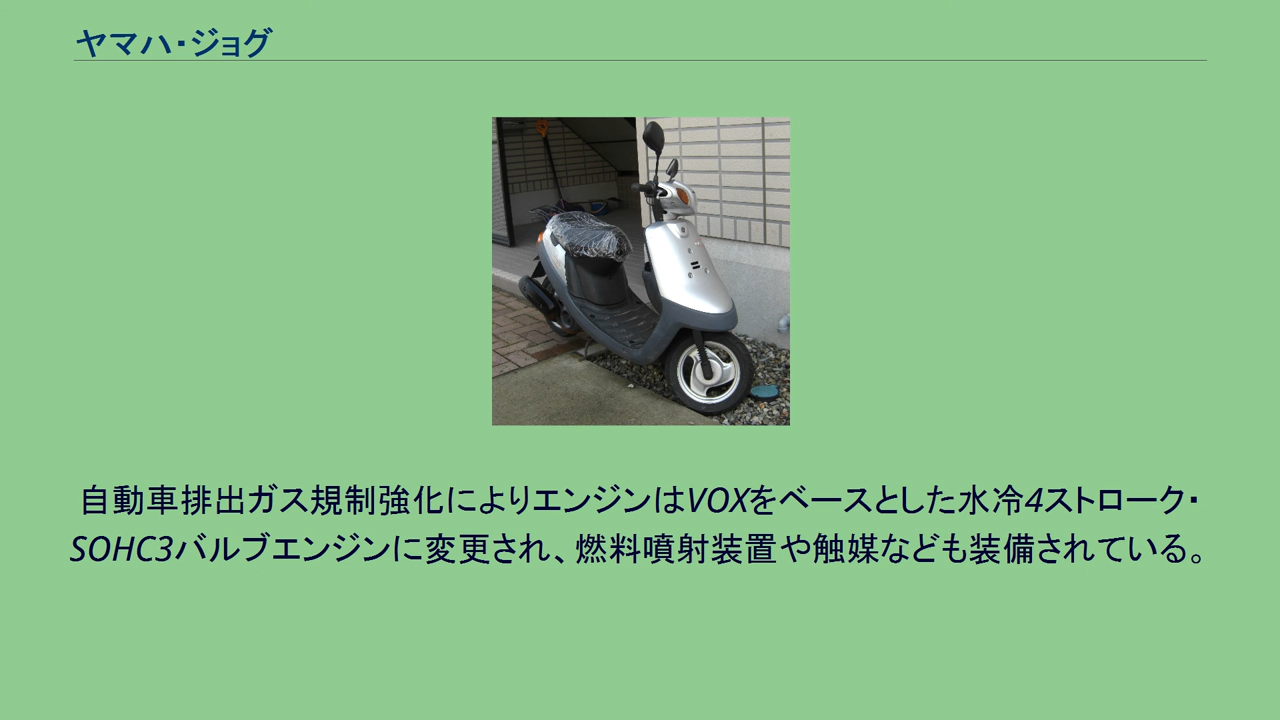 ヤマハ・ジョグ
自動車排出ガス規制強化によりエンジンはVOXをベースとした水冷4ストローク・
SOHC3バルブエンジンに変更され、燃料噴射装置や触媒なども装備されている。